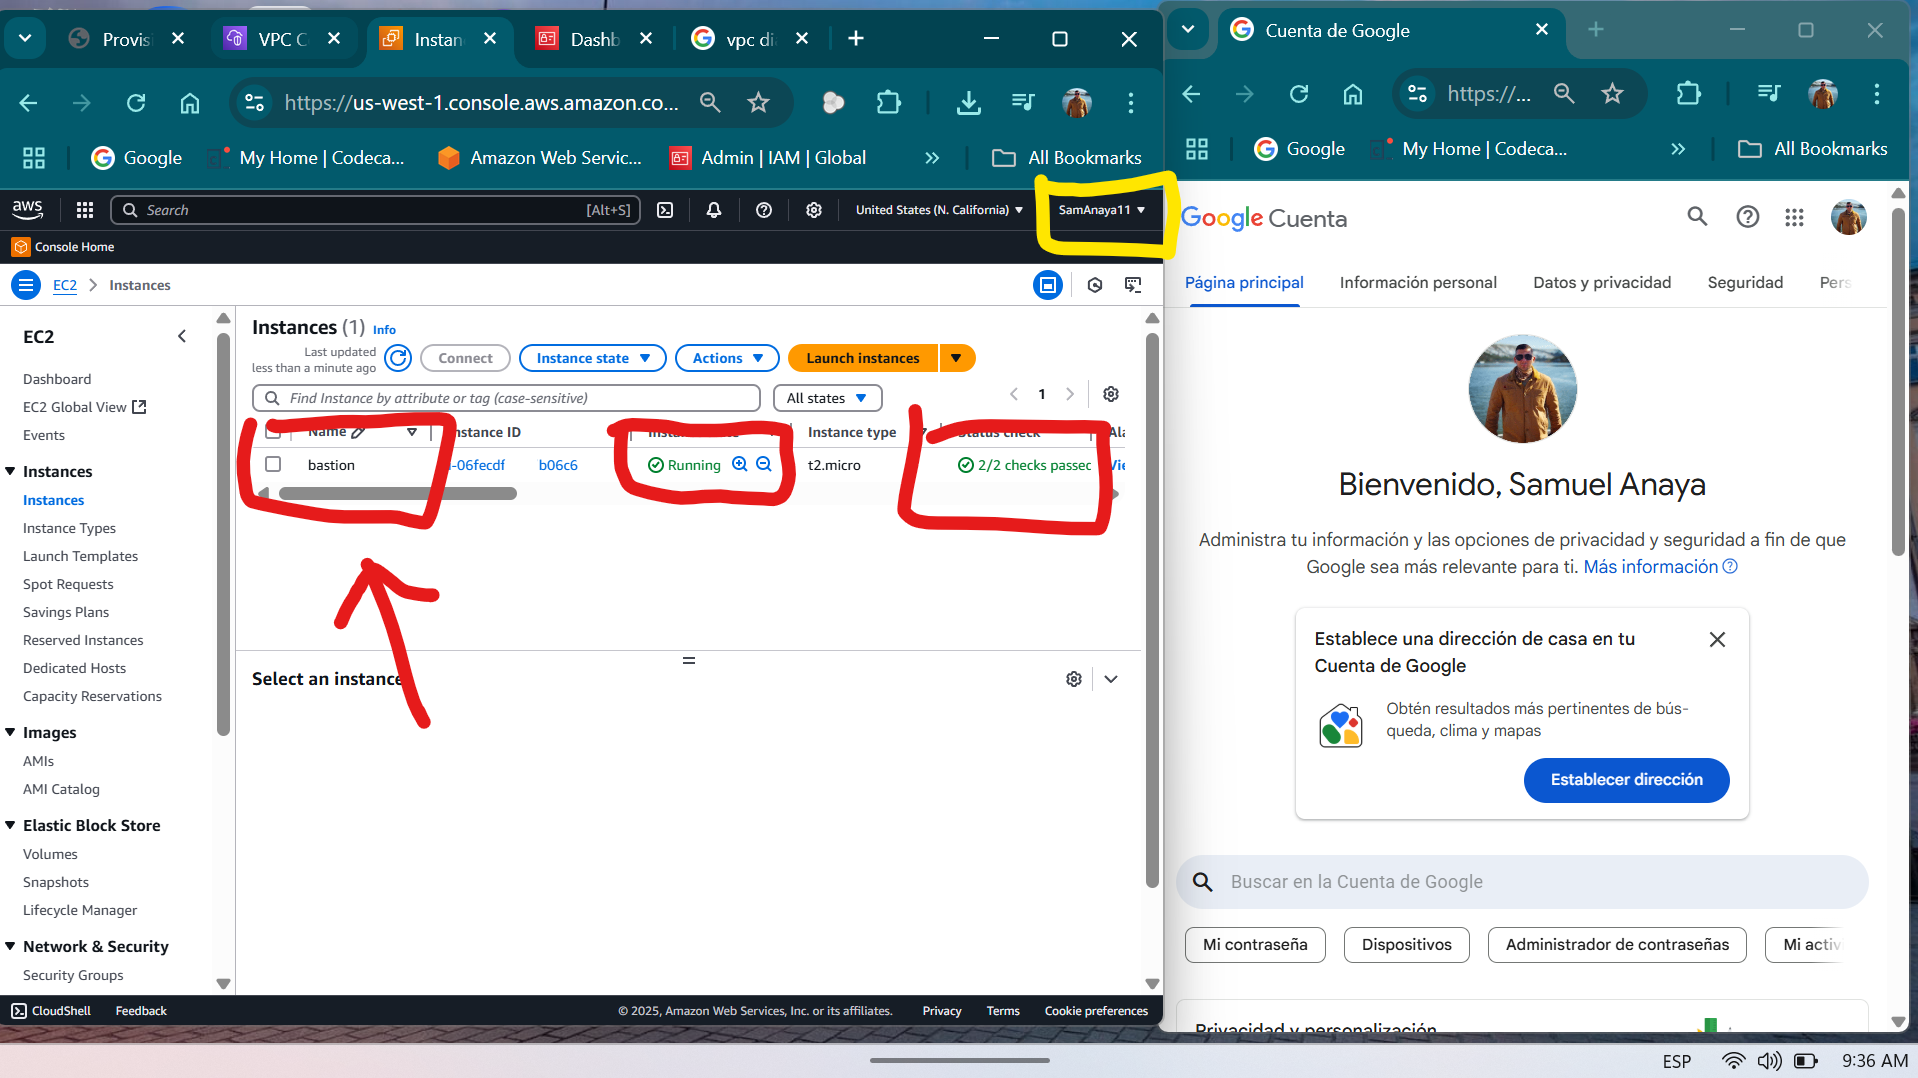 Provis
VPC C
Instan
Dashb
vpc di
https://us-west-1.console.aws.amazon.co...
Google
My Home | Codeca...
Amazon Web Servic...
Admin | IAM | Global
All Bookmarks
aws
Search
[Alt+S]
United States (N. California)
SamAnaya11
Console Home
EC2
Instances
EC2
Dashboard
EC2 Global View
Events
Instances
Instances
Instance Types
Launch Templates
Spot Requests
Savings Plans
Reserved Instances
Dedicated Hosts
Capacity Reservations
Images
AMIs
AMI Catalog
Elastic Block Store
Volumes
Snapshots
Lifecycle Manager
Network & Security
Security Groups
Instances (1) Info
Last updated
less than a minute ago
Connect
Instance state
Actions
Launch instances
Find Instance by attribute or tag (case-sensitive)
All states
1
Name
Instance ID
Instance type
Status check
Ala
bastion
-06fecdf
b06c6
Running
t2.micro
2/2 checks passed
Vie
Select an instance
CloudShell
Feedback
© 2025, Amazon Web Services, Inc. or its affiliates.
Privacy
Terms
Cookie preferences
Cuenta de Google
https://...
Google
My Home | Codeca...
All Bookmarks
Google Cuenta
Página principal
Información personal
Datos y privacidad
Seguridad
Pers
Bienvenido, Samuel Anaya
Administra tu información y las opciones de privacidad y seguridad a fin de que
Google sea más relevante para ti. Más información
Establece una dirección de casa en tu
Cuenta de Google
Obtén resultados más pertinentes de bús-
queda, clima y mapas
Establecer dirección
Buscar en la Cuenta de Google
Mi contraseña
Dispositivos
Administrador de contraseñas
Mi activ
Privacidad y personalización
ESP
9:36 AM